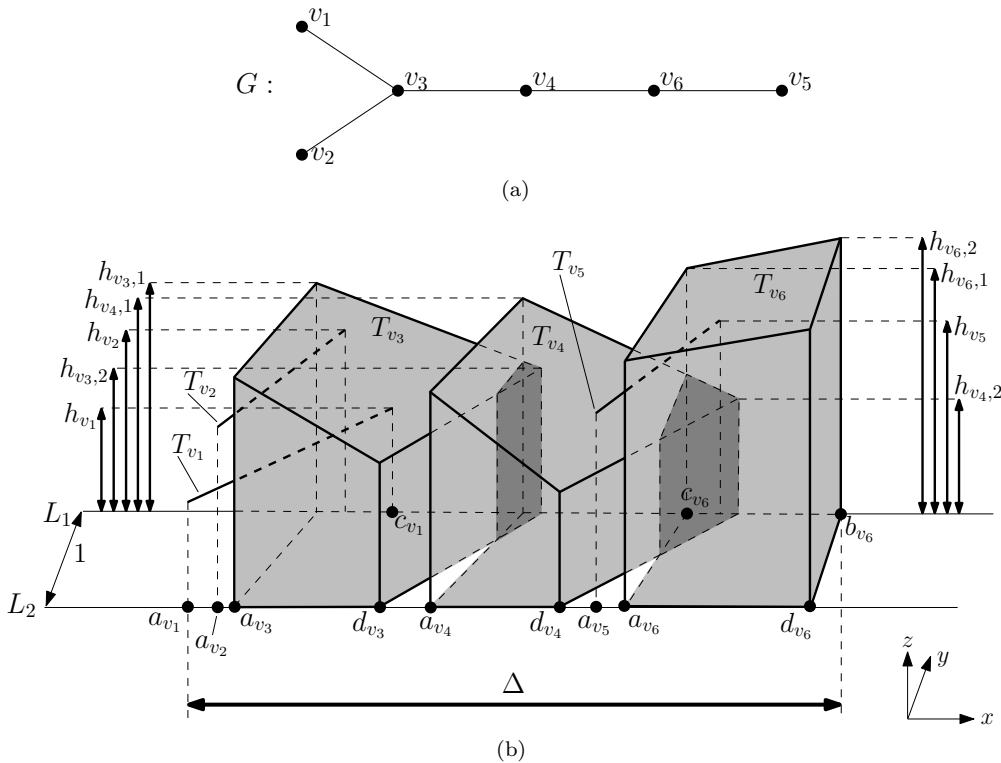 v₁
G :
v₃
v₄
v₆
v₅
v₂
(a)
h_{v₃,1}
h_{v₄,1}
h_{v₂}
h_{v₃,2}
h_{v₁}
T_{v₂}
T_{v₁}
T_{v₃}
T_{v₄}
T_{v₅}
T_{v₆}
h_{v₆,2}
h_{v₆,1}
h_{v₅}
h_{v₄,2}
L₁
1
L₂
c_{v₁}
c_{v₆}
b_{v₆}
a_{v₁}
a_{v₂}
a_{v₃}
d_{v₃}
a_{v₄}
d_{v₄}
a_{v₅}
a_{v₆}
d_{v₆}
Δ
z
y
x
(b)